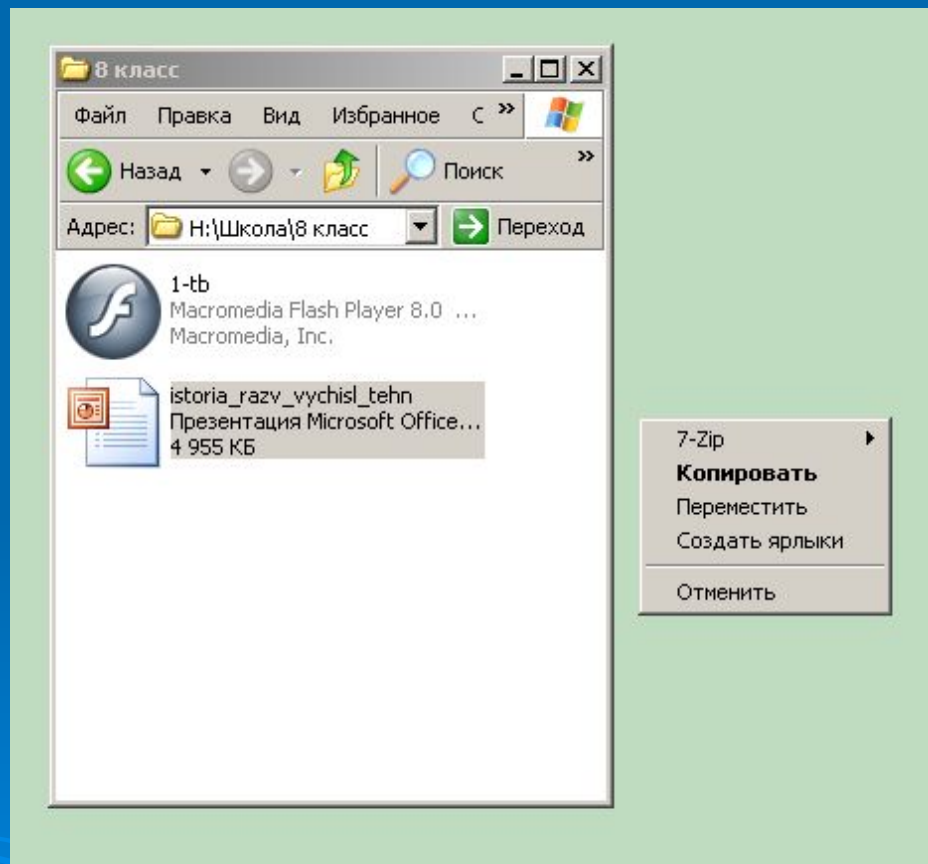 8 класс
Файл Правка Вид Избранное С »
Назад Поиск »
Адрес: H:\Школа\8 класс Переход
1-tb
Macromedia Flash Player 8.0 ...
Macromedia, Inc.
istoria_razv_vychisl_tehn
Презентация Microsoft Office...
4 955 КБ
7-Zip
Копировать
Переместить
Создать ярлыки
Отменить